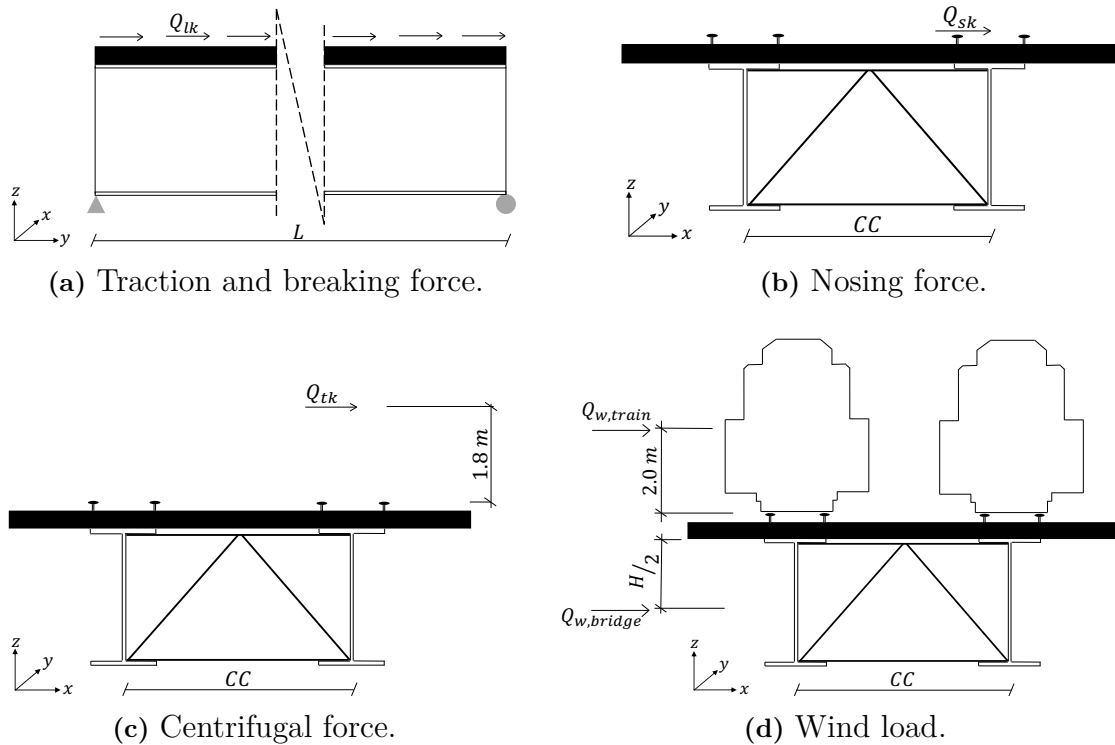 Q_lk
z
x
y
L
(a) Traction and breaking force.
Q_sk
z
y
x
CC
(b) Nosing force.
Q_tk
1.8 m
z
y
x
CC
(c) Centrifugal force.
Q_w,train
2.0 m
H/2
Q_w,bridge
z
y
x
CC
(d) Wind load.